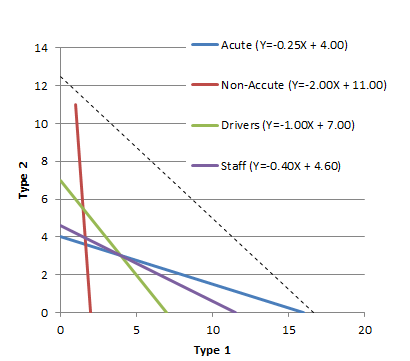 14
12
10
8
6
4
2
0
Type 2
Acute (Y=-0.25X + 4.00)
Non-Accute (Y=-2.00X + 11.00)
Drivers (Y=-1.00X + 7.00)
Staff (Y=-0.40X + 4.60)
0 5 10 15 20
Type 1